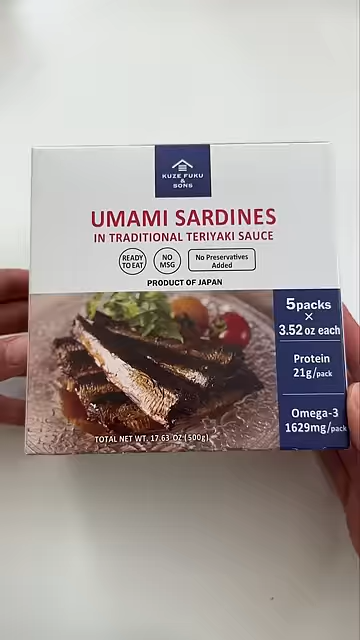 KUZE FUKU
&
SONS
UMAMI SARDINES
IN TRADITIONAL TERIYAKI SAUCE
READY
TO EAT
NO
MSG
No Preservatives
Added
PRODUCT OF JAPAN
5packs
×
3.52 oz each
Protein
21g/pack
Omega-3
1629mg/pack
TOTAL NET WT. 17.63 OZ (500g)